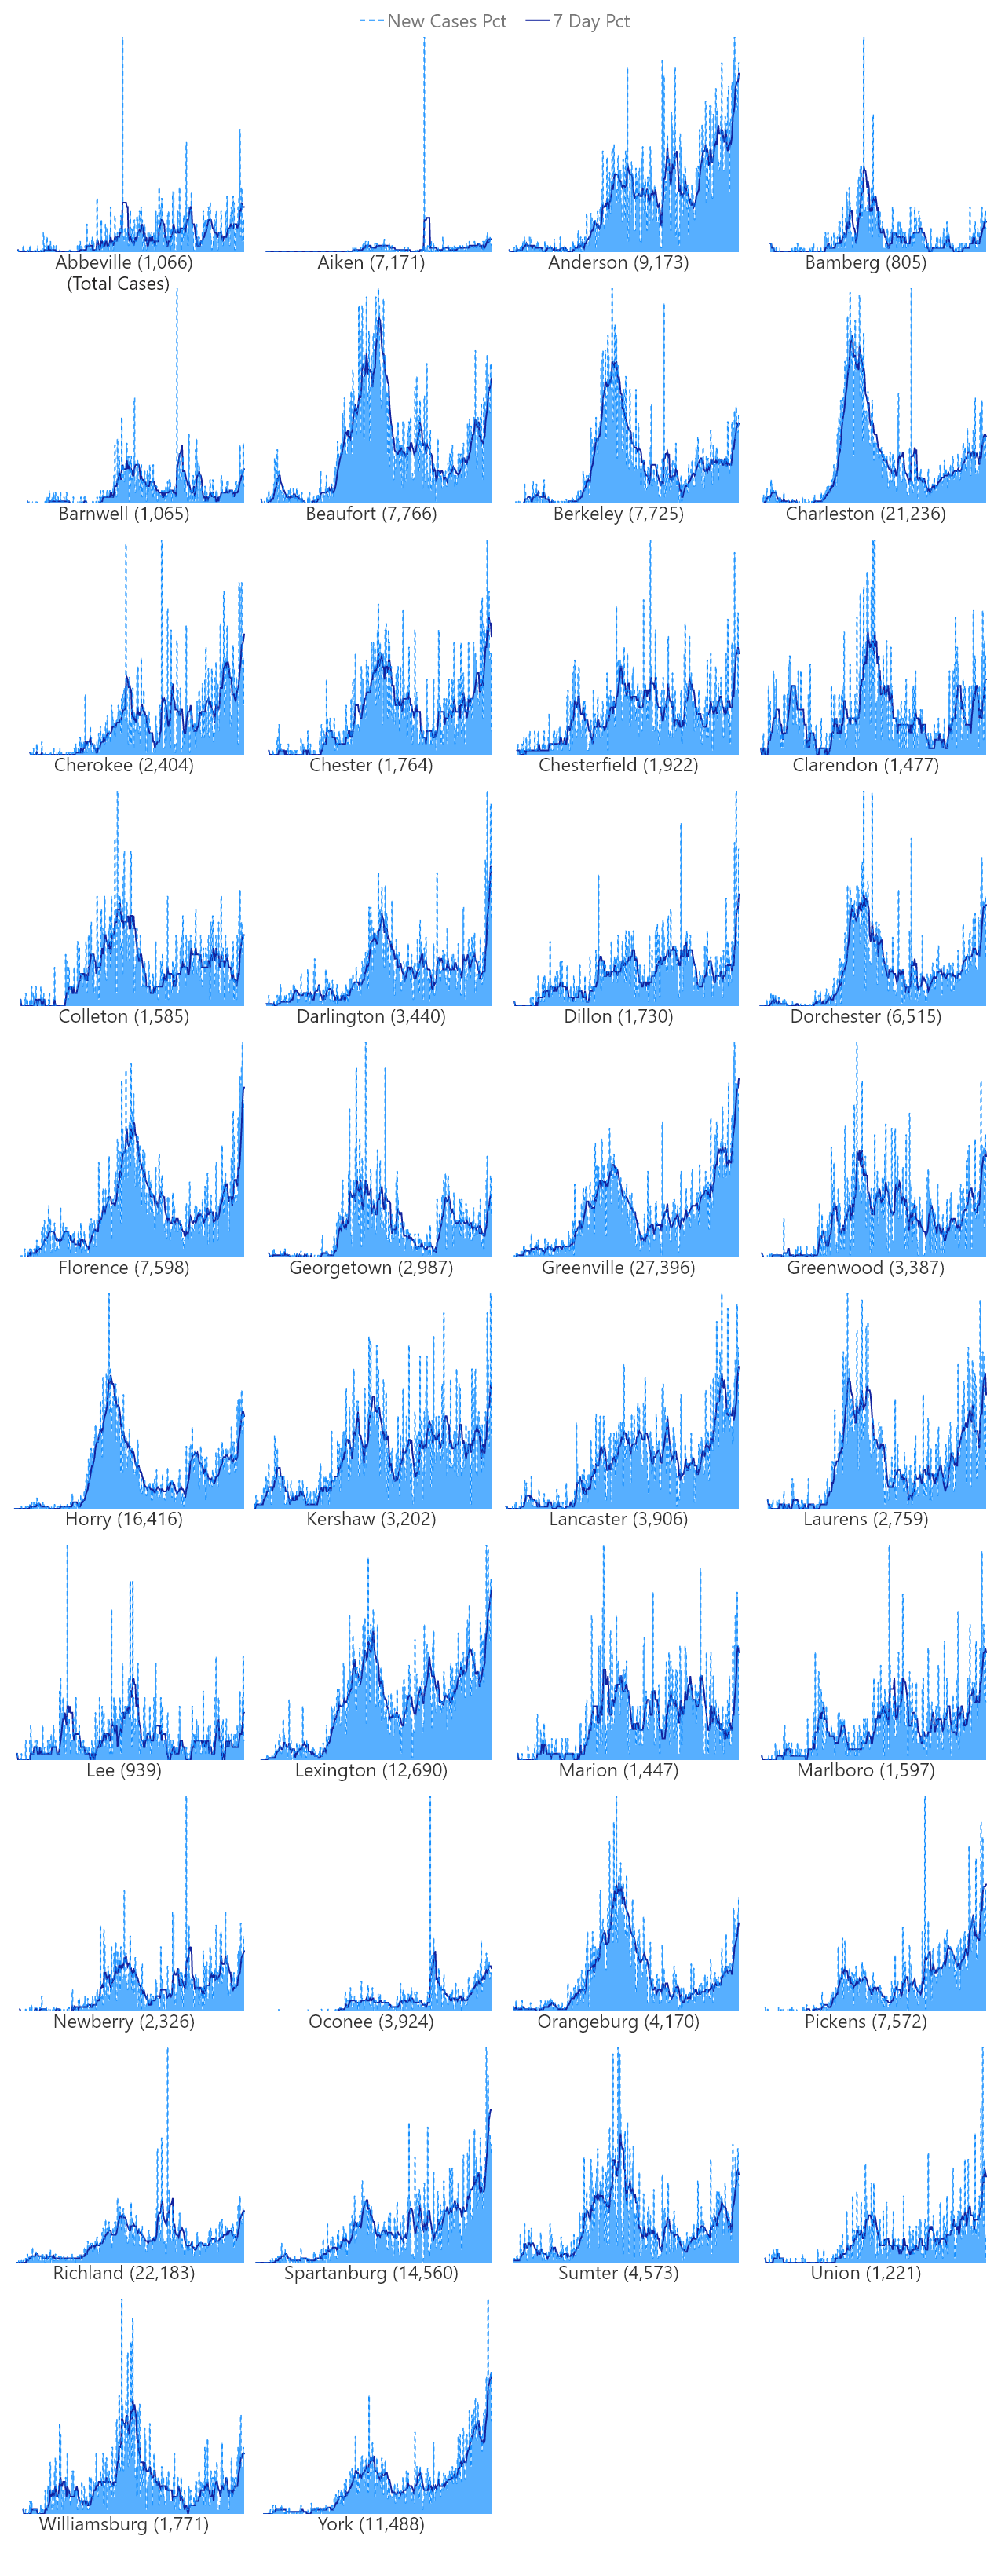 New Cases Pct 7 Day Pct
Abbeville (1,066) Aiken (7,171) Anderson (9,173) Bamberg (805)
(Total Cases)
Barnwell (1,065) Beaufort (7,766) Berkeley (7,725) Charleston (21,236)
Cherokee (2,404) Chester (1,764) Chesterfield (1,922) Clarendon (1,477)
Colleton (1,585) Darlington (3,440) Dillon (1,730) Dorchester (6,515)
Florence (7,598) Georgetown (2,987) Greenville (27,396) Greenwood (3,387)
Horry (16,416) Kershaw (3,202) Lancaster (3,906) Laurens (2,759)
Lee (939) Lexington (12,690) Marion (1,447) Marlboro (1,597)
Newberry (2,326) Oconee (3,924) Orangeburg (4,170) Pickens (7,572)
Richland (22,183) Spartanburg (14,560) Sumter (4,573) Union (1,221)
Williamsburg (1,771) York (11,488)